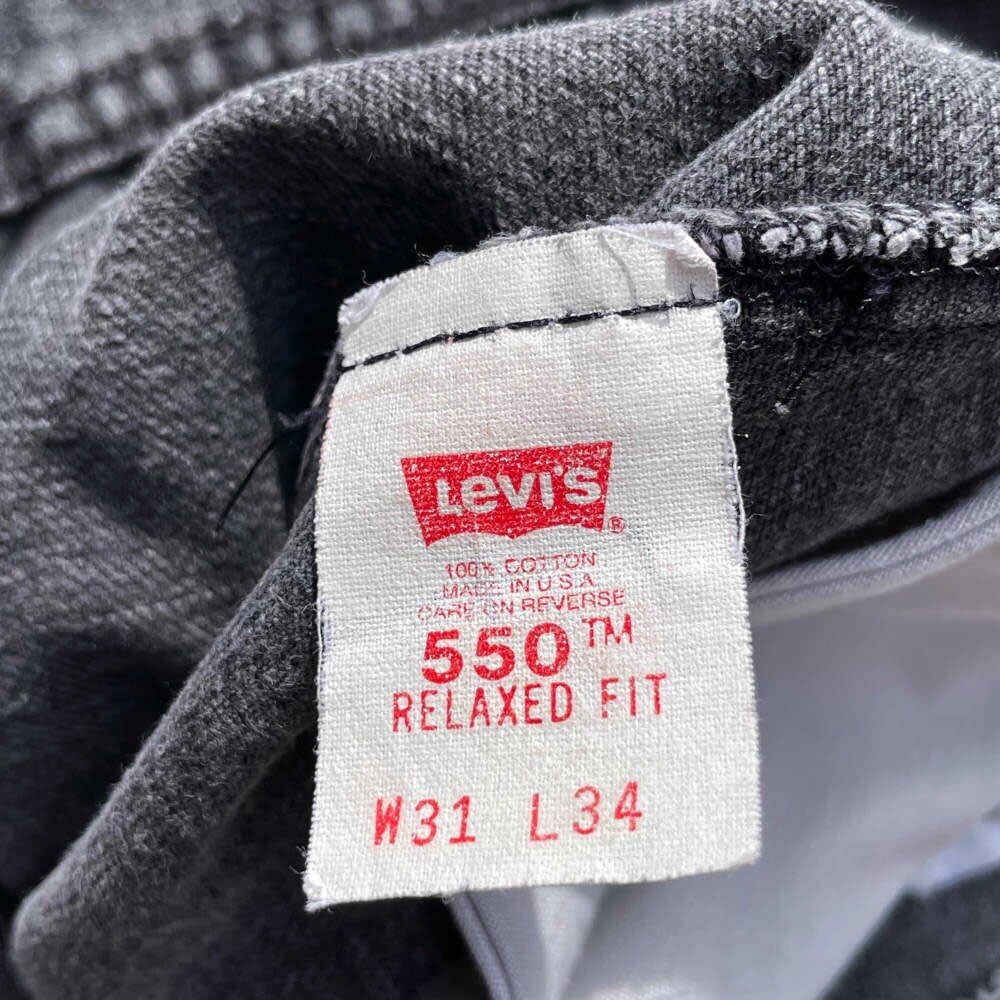 Levi's ®
100% COTTON
MADE IN U.S.A.
CARE ON REVERSE
550™
RELAXED FIT
W31 L34